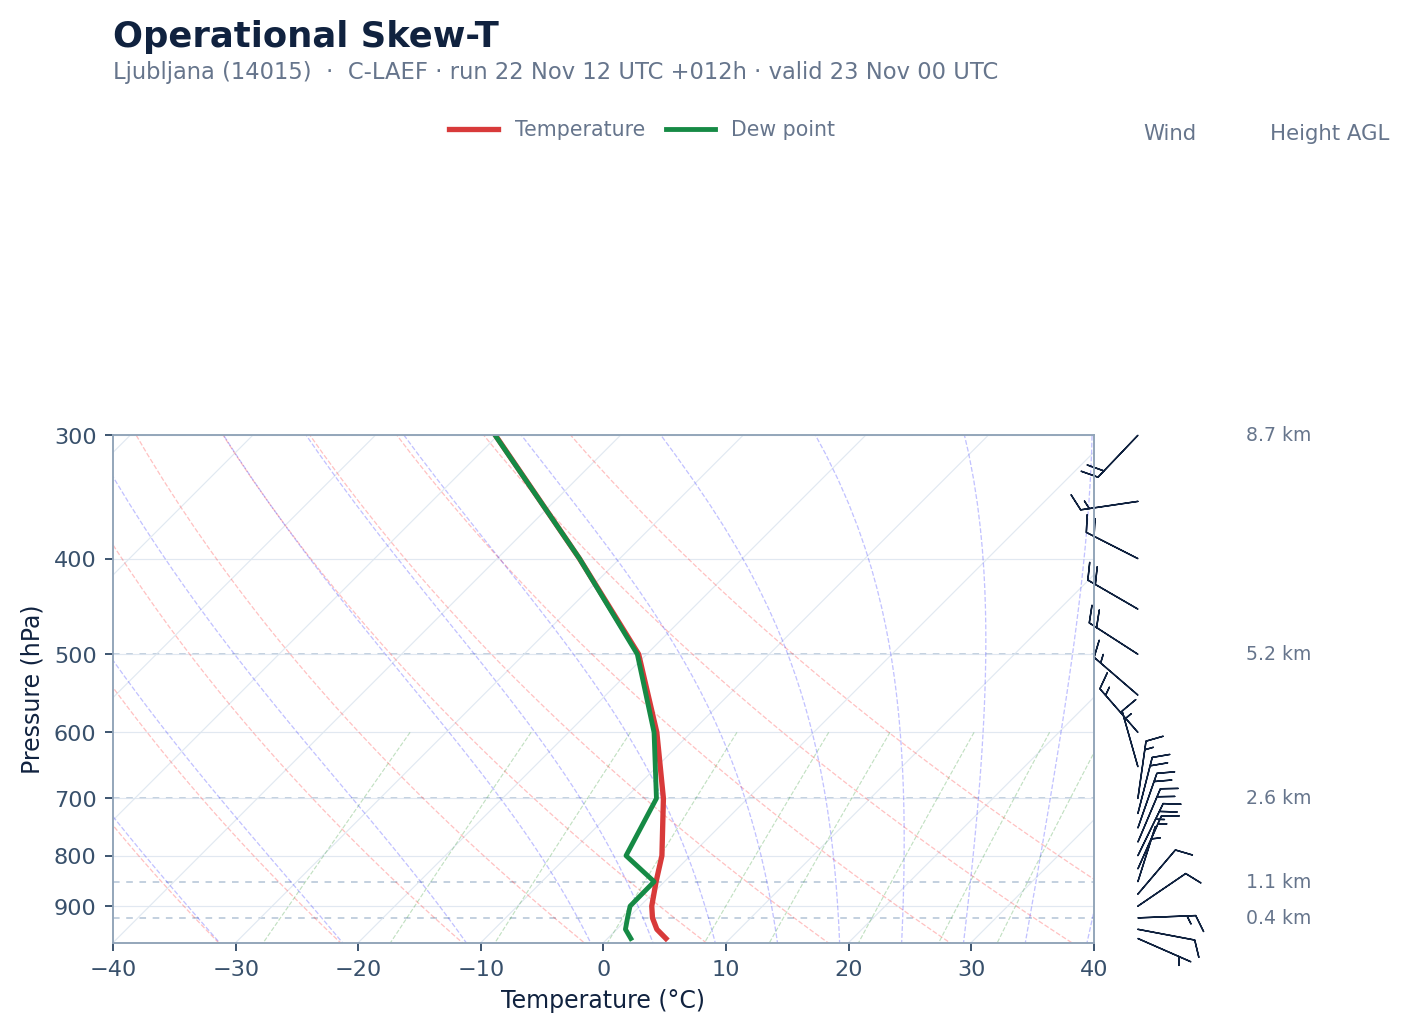 Operational Skew-T
Ljubljana (14015)  ·  C-LAEF · run 22 Nov 12 UTC +012h · valid 23 Nov 00 UTC
Temperature
Dew point
Wind
Height AGL
300
400
500
600
700
800
900
Pressure (hPa)
8.7 km
5.2 km
2.6 km
1.1 km
0.4 km
−40 −30 −20 −10 0 10 20 30 40
Temperature (°C)